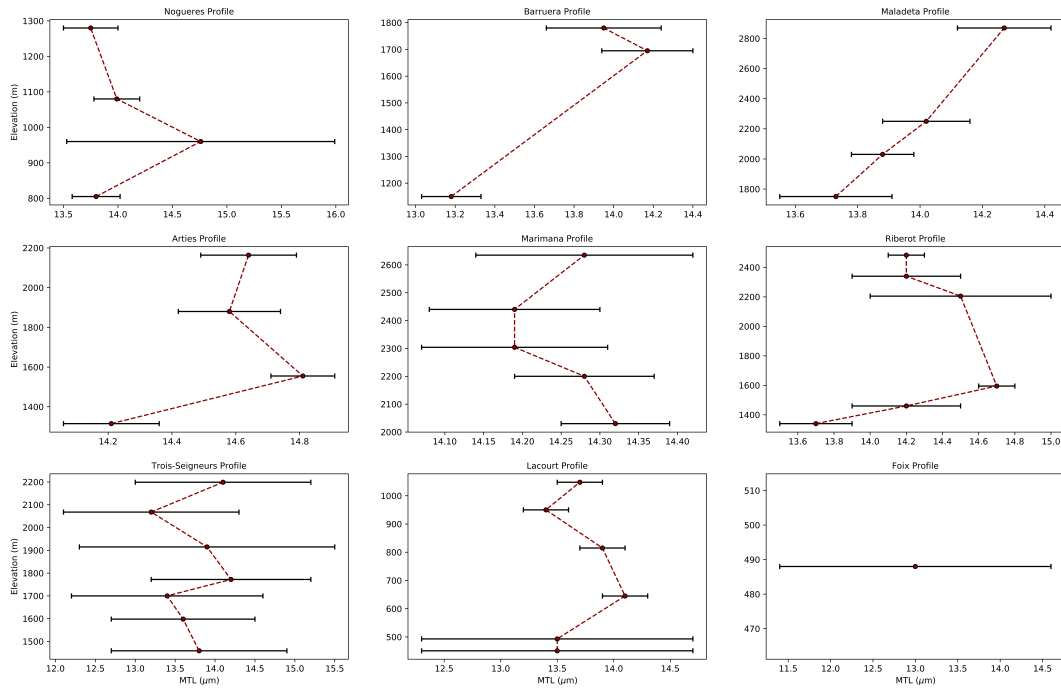 Nogueres Profile
Elevation (m)
1300
1200
1100
1000
900
800
13.5 14.0 14.5 15.0 15.5 16.0
Barruera Profile
1800
1700
1600
1500
1400
1300
1200
13.0 13.2 13.4 13.6 13.8 14.0 14.2 14.4
Maladeta Profile
2800
2600
2400
2200
2000
1800
13.6 13.8 14.0 14.2 14.4
Arties Profile
Elevation (m)
2200
2000
1800
1600
1400
14.2 14.4 14.6 14.8
Marimana Profile
2600
2500
2400
2300
2200
2100
2000
14.10 14.15 14.20 14.25 14.30 14.35 14.40
Riberot Profile
2400
2200
2000
1800
1600
1400
13.6 13.8 14.0 14.2 14.4 14.6 14.8 15.0
Trois-Seigneurs Profile
Elevation (m)
2200
2100
2000
1900
1800
1700
1600
1500
12.0 12.5 13.0 13.5 14.0 14.5 15.0 15.5
MTL (μm)
Lacourt Profile
1000
900
800
700
600
500
12.5 13.0 13.5 14.0 14.5
MTL (μm)
Foix Profile
510
500
490
480
470
11.5 12.0 12.5 13.0 13.5 14.0 14.5
MTL (μm)